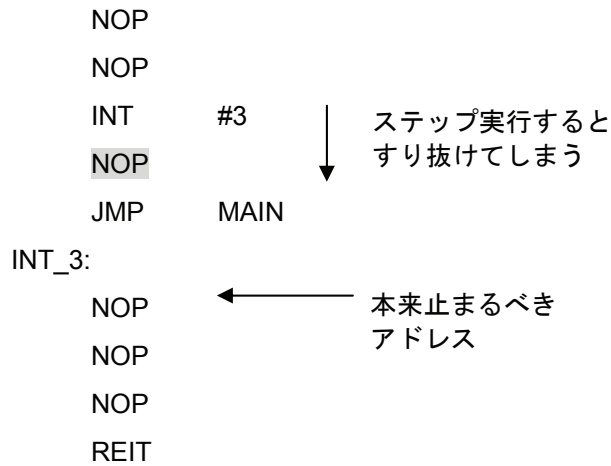 NOP
NOP
INT #3
ステップ実行すると
すり抜けてしまう
NOP
JMP MAIN
INT_3:
NOP
本来止まるべき
アドレス
NOP
NOP
REIT